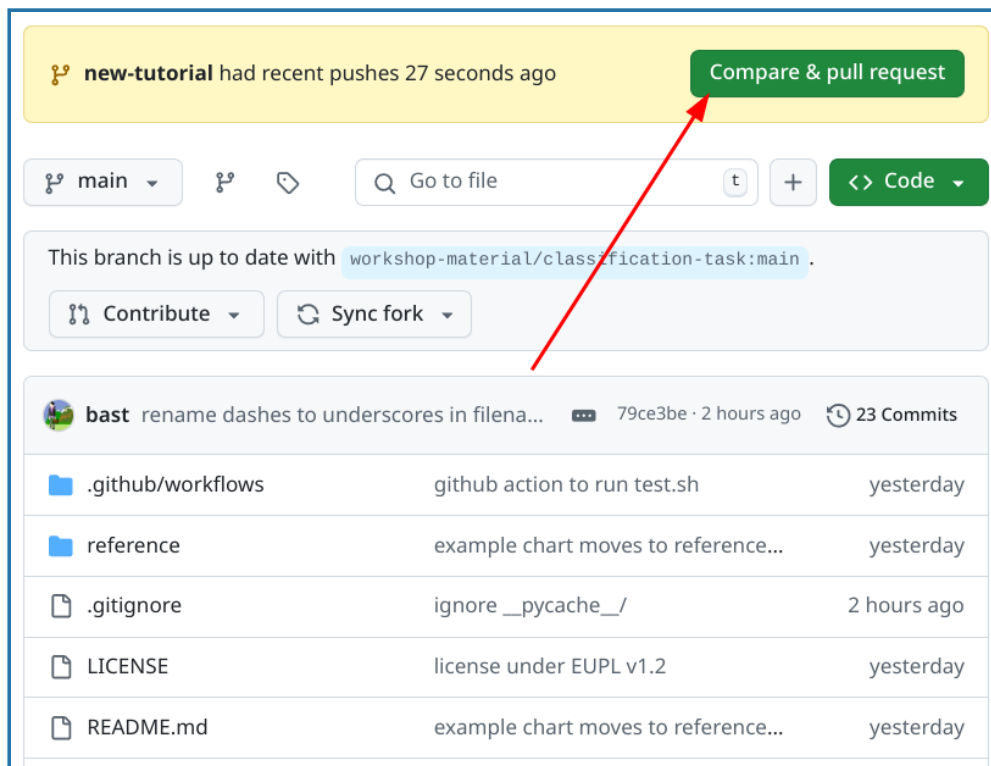 new-tutorial had recent pushes 27 seconds ago Compare & pull request
main Go to file t Code
This branch is up to date with workshop-material/classification-task:main.
Contribute Sync fork
bast rename dashes to underscores in filena... 79ce3be · 2 hours ago 23 Commits
.github/workflows github action to run test.sh yesterday
reference example chart moves to reference... yesterday
.gitignore ignore __pycache__/ 2 hours ago
LICENSE license under EUPL v1.2 yesterday
README.md example chart moves to reference... yesterday